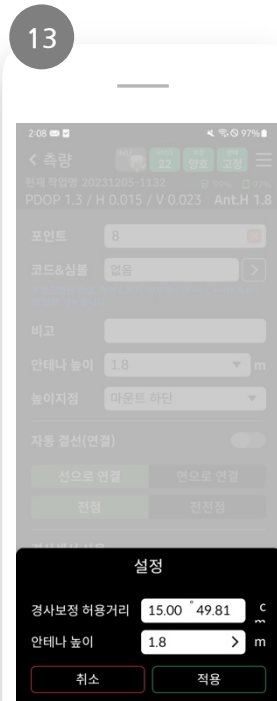 13
2:08
97%
측량
22 양호 고정
현재 작업명 20231205-1132 99% 97%
PDOP 1.3 / H 0.015 / V 0.023 Ant.H 1.8
포인트 8
코드&심볼 없음
비고
안테나 높이 1.8 m
높이지점 마운트 하단
자동 결선(연결)
선으로 연결 면으로 연결
전점 전전점
설정
경사보정 허용거리 15.00 ° 49.81 c
m
안테나 높이 1.8 m
취소 적용